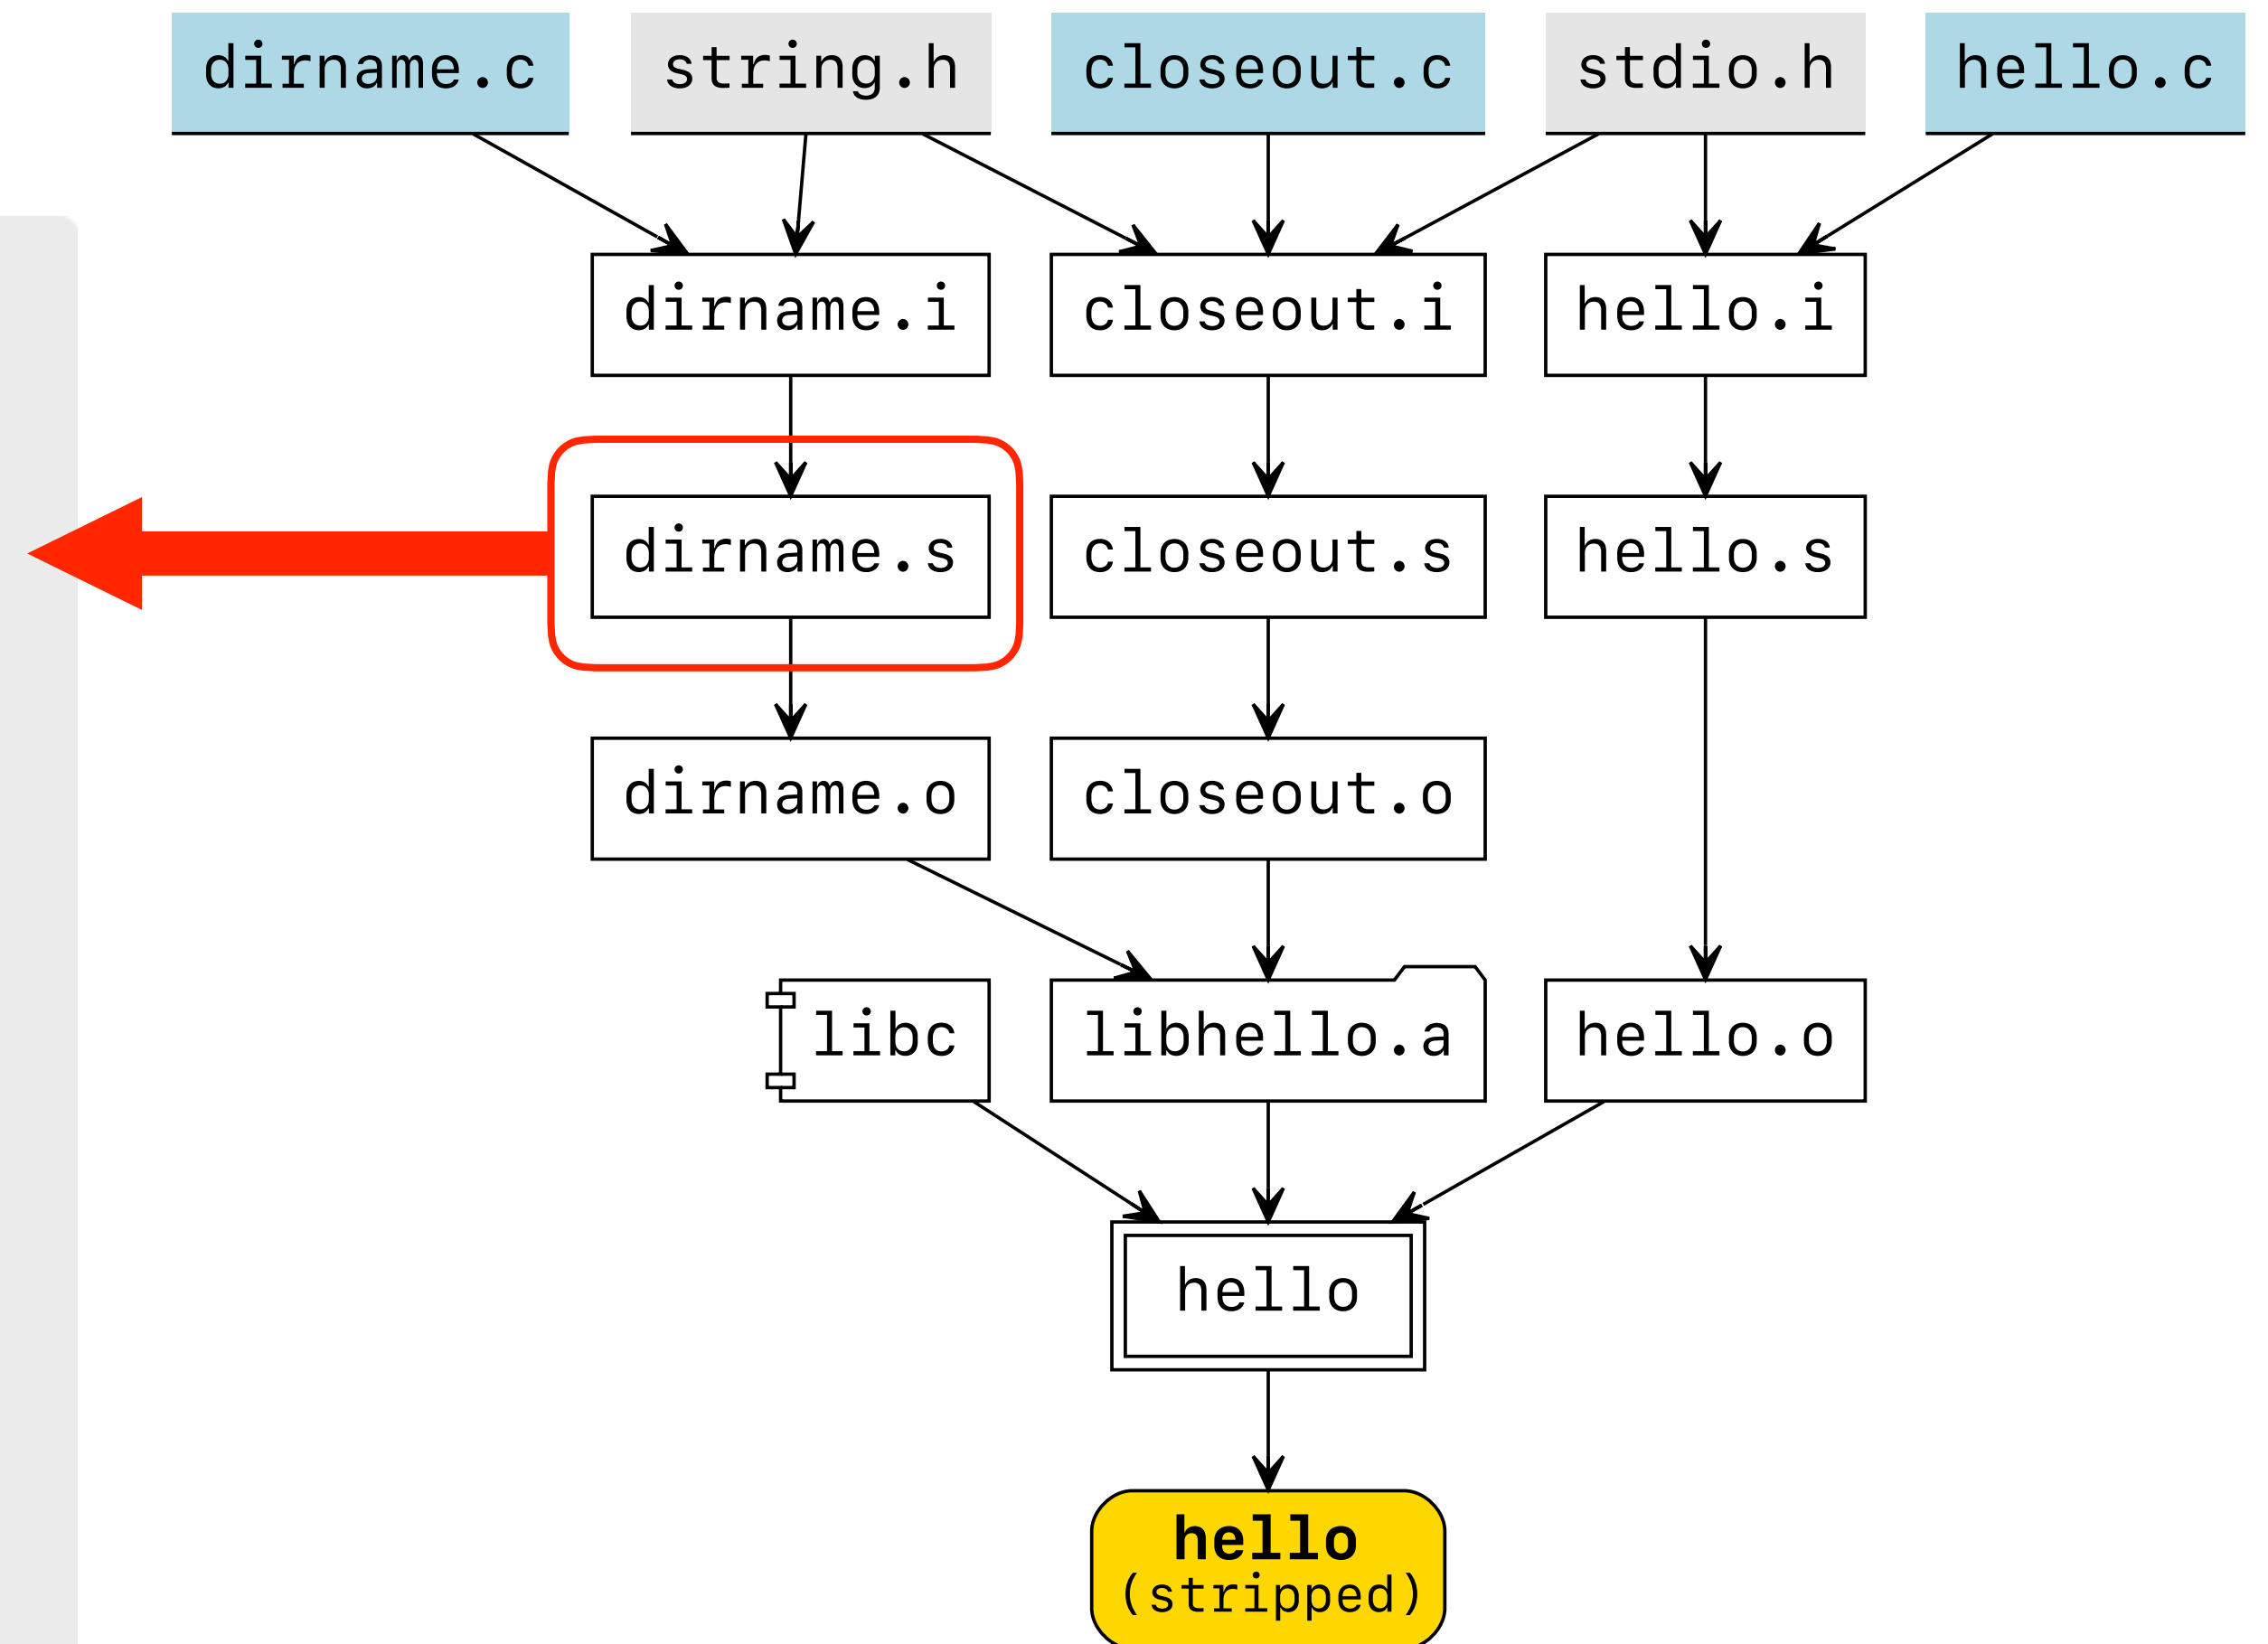 dirname.c
string.h
closeout.c
stdio.h
hello.c
dirname.i
closeout.i
hello.i
dirname.s
closeout.s
hello.s
dirname.o
closeout.o
libc
libhello.a
hello.o
hello
hello
(stripped)